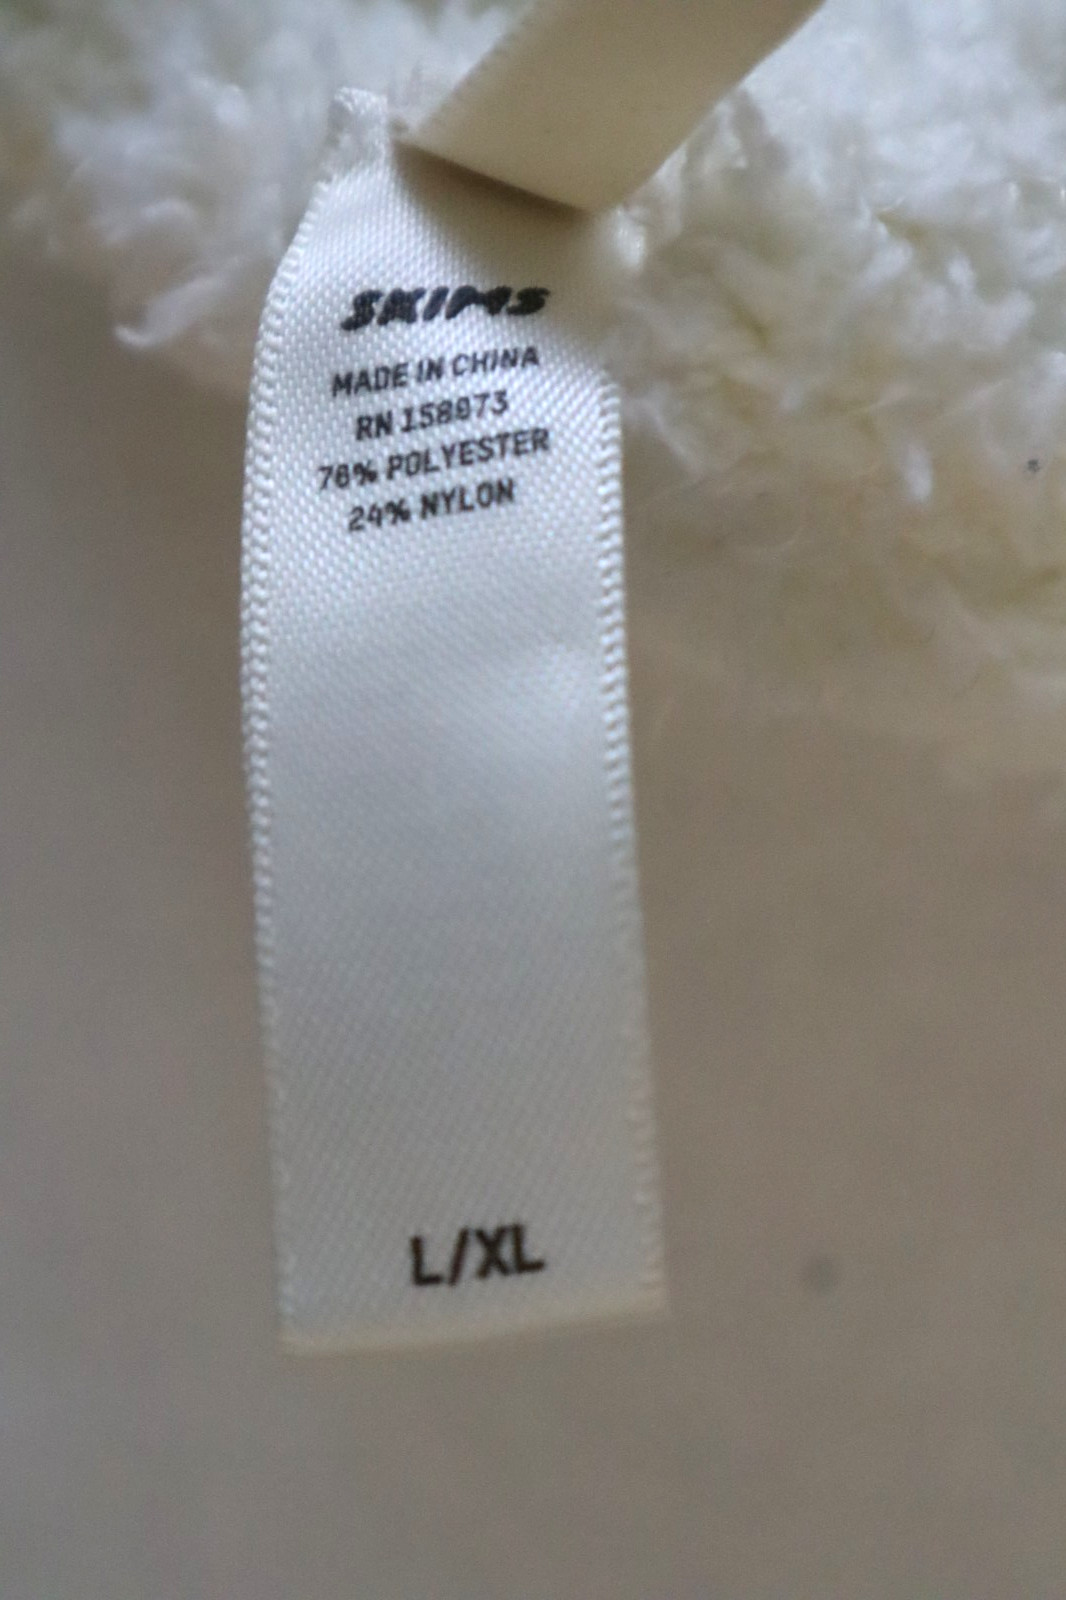 SKIMS
MADE IN CHINA
RN 158073
76% POLYESTER
24% NYLON
L/XL